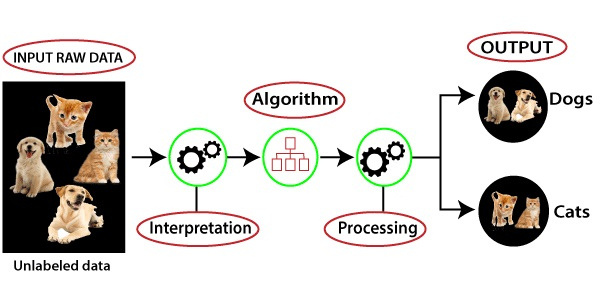 INPUT RAW DATA
Unlabeled data
Interpretation
Algorithm
Processing
OUTPUT
Dogs
Cats